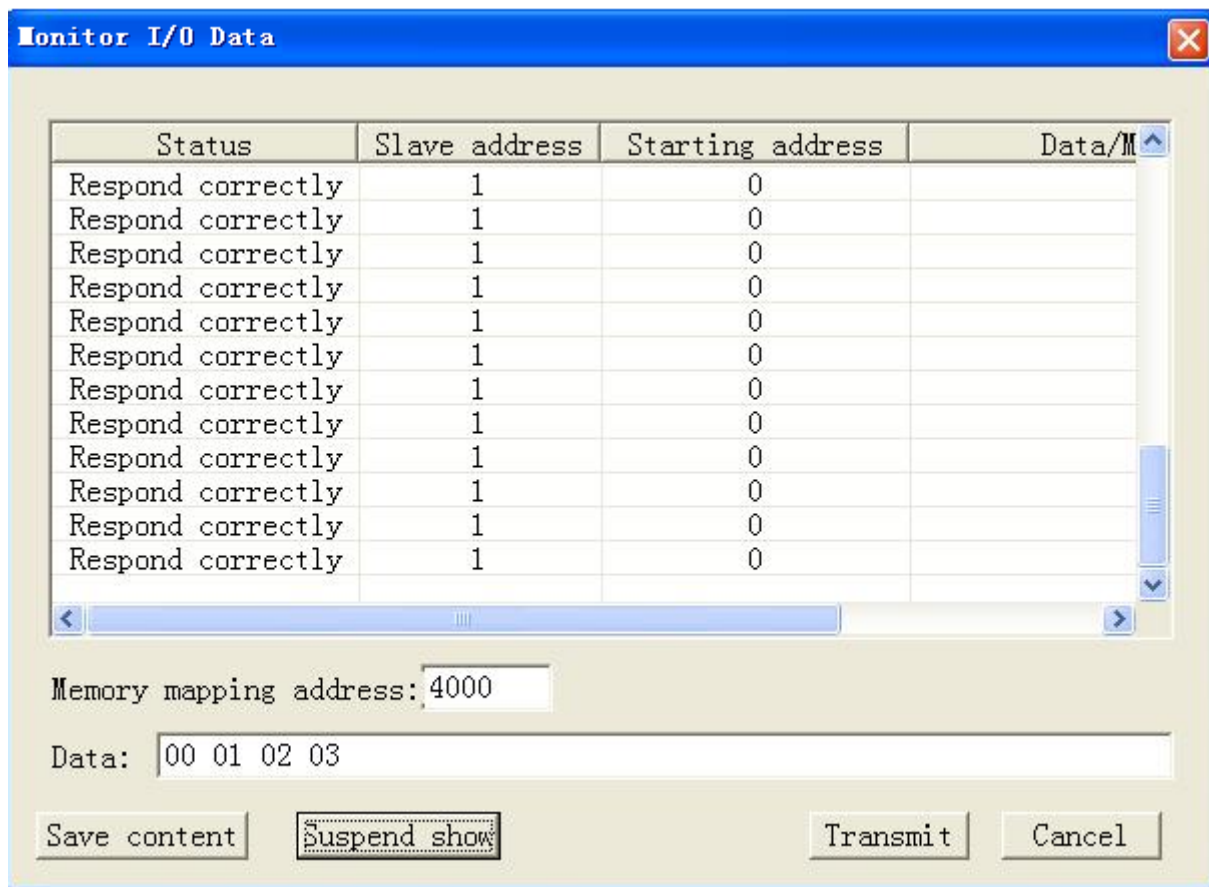 Monitor I/O Data
Status Slave address Starting address Data/M
Respond correctly 1 0
Respond correctly 1 0
Respond correctly 1 0
Respond correctly 1 0
Respond correctly 1 0
Respond correctly 1 0
Respond correctly 1 0
Respond correctly 1 0
Respond correctly 1 0
Respond correctly 1 0
Respond correctly 1 0
Respond correctly 1 0
Memory mapping address: 4000
Data: 00 01 02 03
Save content Suspend show Transmit Cancel